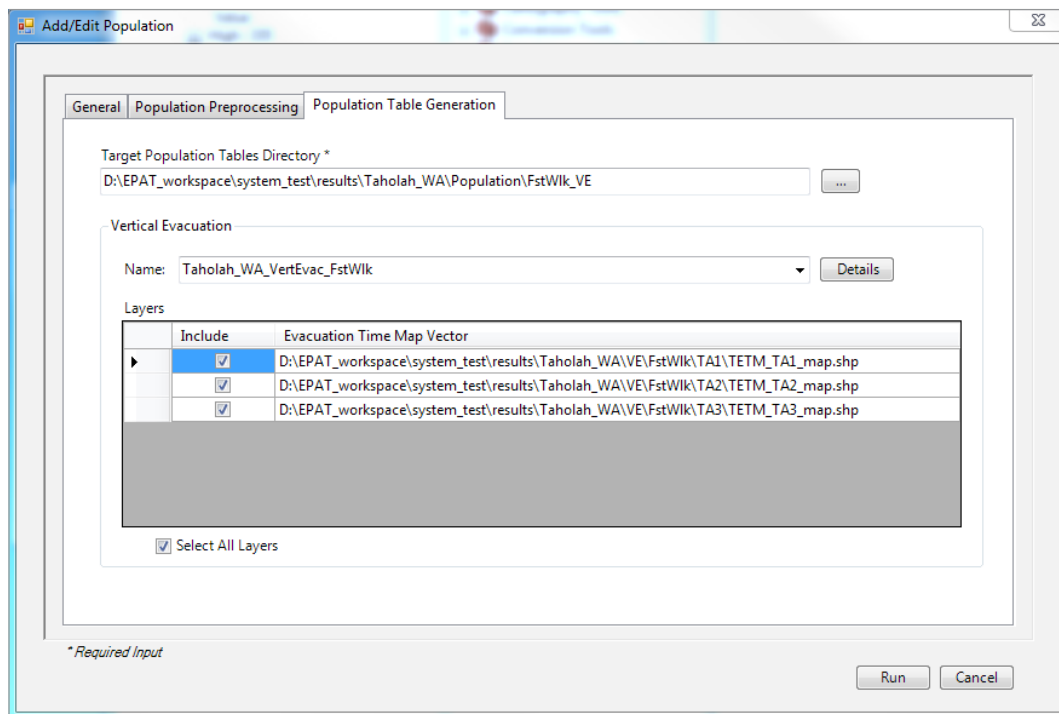 Add/Edit Population
General Population Preprocessing Population Table Generation
Target Population Tables Directory *
D:\EPAT_workspace\system_test\results\Taholah_WA\Population\FstWlk_VE ...
Vertical Evacuation
Name: Taholah_WA_VertEvac_FstWlk Details
Layers
Include Evacuation Time Map Vector
D:\EPAT_workspace\system_test\results\Taholah_WA\VE\FstWlk\TA1\TETM_TA1_map.shp
D:\EPAT_workspace\system_test\results\Taholah_WA\VE\FstWlk\TA2\TETM_TA2_map.shp
D:\EPAT_workspace\system_test\results\Taholah_WA\VE\FstWlk\TA3\TETM_TA3_map.shp
Select All Layers
* Required Input
Run Cancel